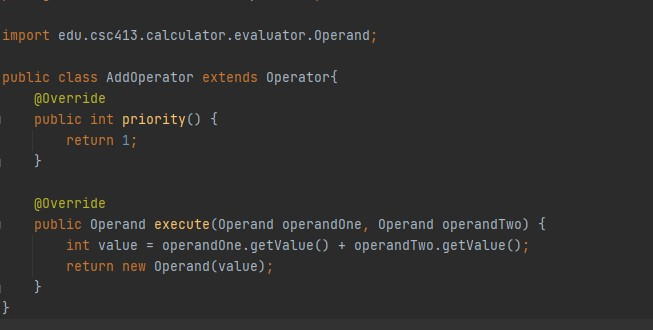 import edu.csc413.calculator.evaluator.Operand;
public class AddOperator extends Operator{
@Override
public int priority() {
return 1;
}
@Override
public Operand execute(Operand operandOne, Operand operandTwo) {
int value = operandOne.getValue() + operandTwo.getValue();
return new Operand(value);
}
}